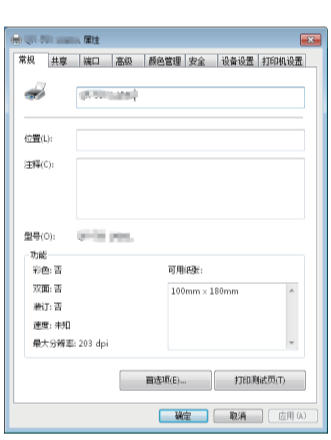 属性
常规 共享 端口 高级 颜色管理 安全 设备设置 打印机设置
位置(L):
注释(C):
型号(O):
功能
彩色: 否
可用纸张:
双面: 否
100mm × 180mm
装订: 否
速度: 未知
最大分辨率: 203 dpi
首选项(E)...
打印测试页(T)
确定
取消
应用(A)